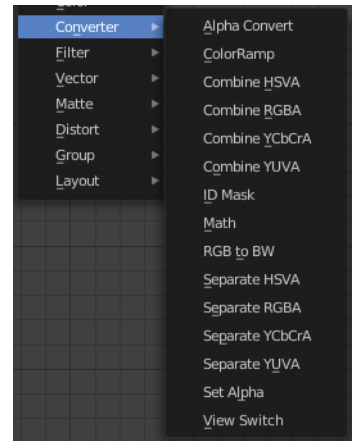 Color
Converter
Filter
Vector
Matte
Distort
Group
Layout
Alpha Convert
ColorRamp
Combine HSVA
Combine RGBA
Combine YCbCrA
Combine YUVA
ID Mask
Math
RGB to BW
Separate HSVA
Separate RGBA
Separate YCbCrA
Separate YUVA
Set Alpha
View Switch